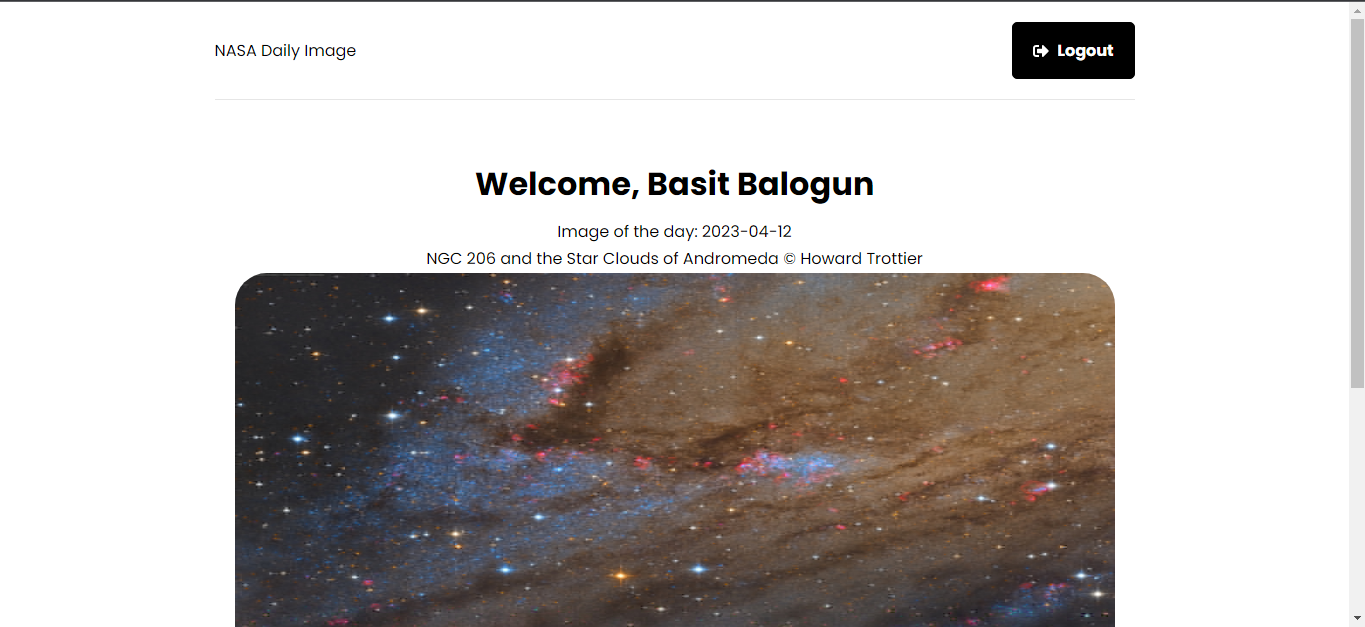 NASA Daily Image
Logout
Welcome, Basit Balogun
Image of the day: 2023-04-12
NGC 206 and the Star Clouds of Andromeda © Howard Trottier